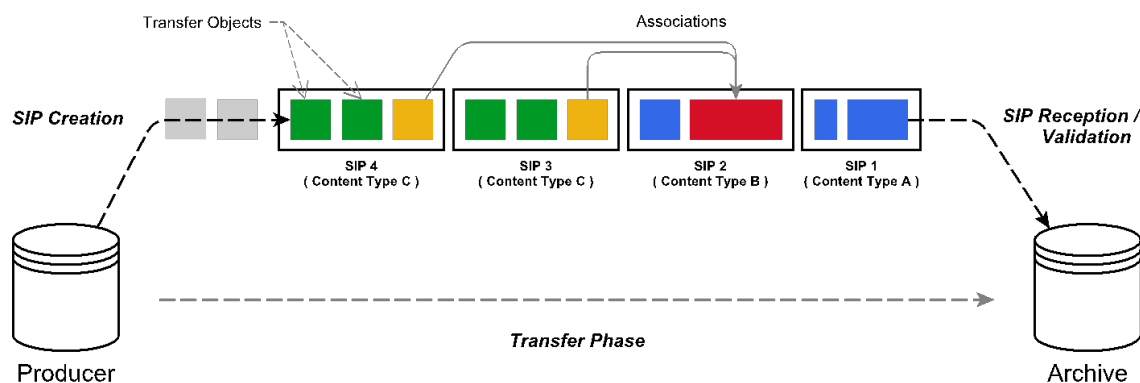 Transfer Objects
Associations
SIP Creation
SIP Reception /
Validation
SIP 4
( Content Type C )
SIP 3
( Content Type C )
SIP 2
( Content Type B )
SIP 1
( Content Type A )
Transfer Phase
Producer
Archive